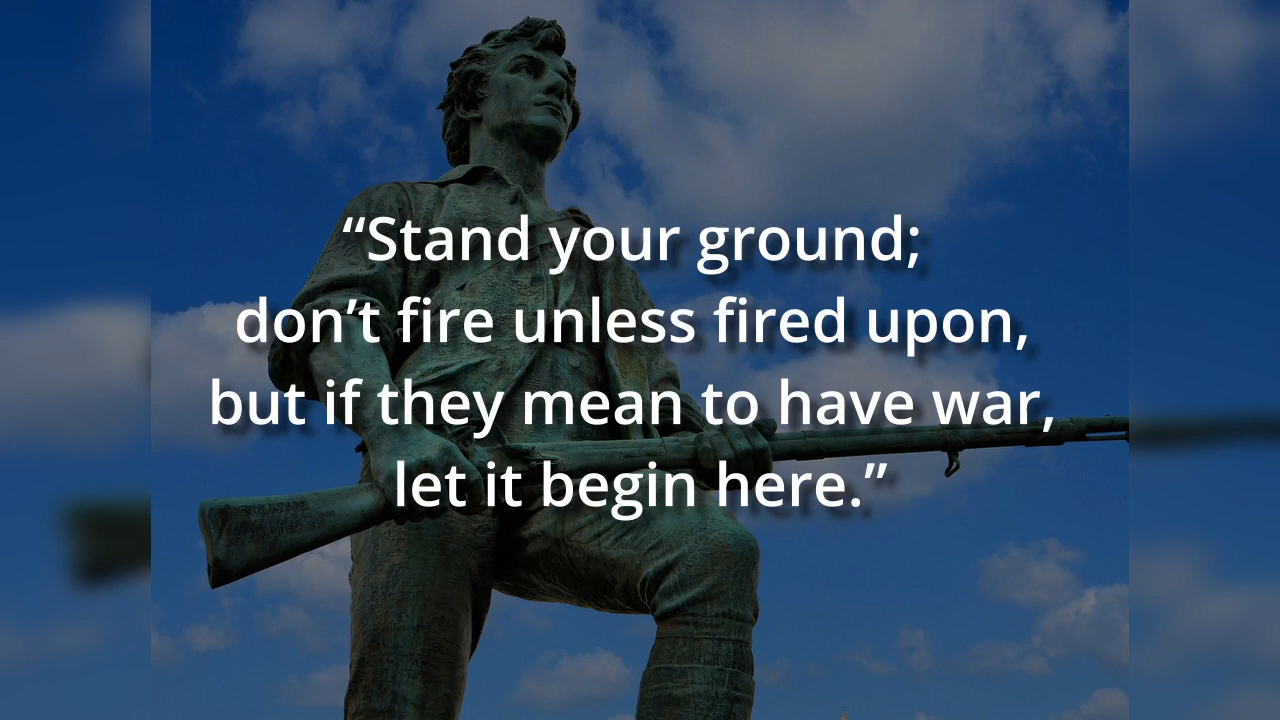 “Stand your ground;
don’t fire unless fired upon,
but if they mean to have war,
let it begin here.”